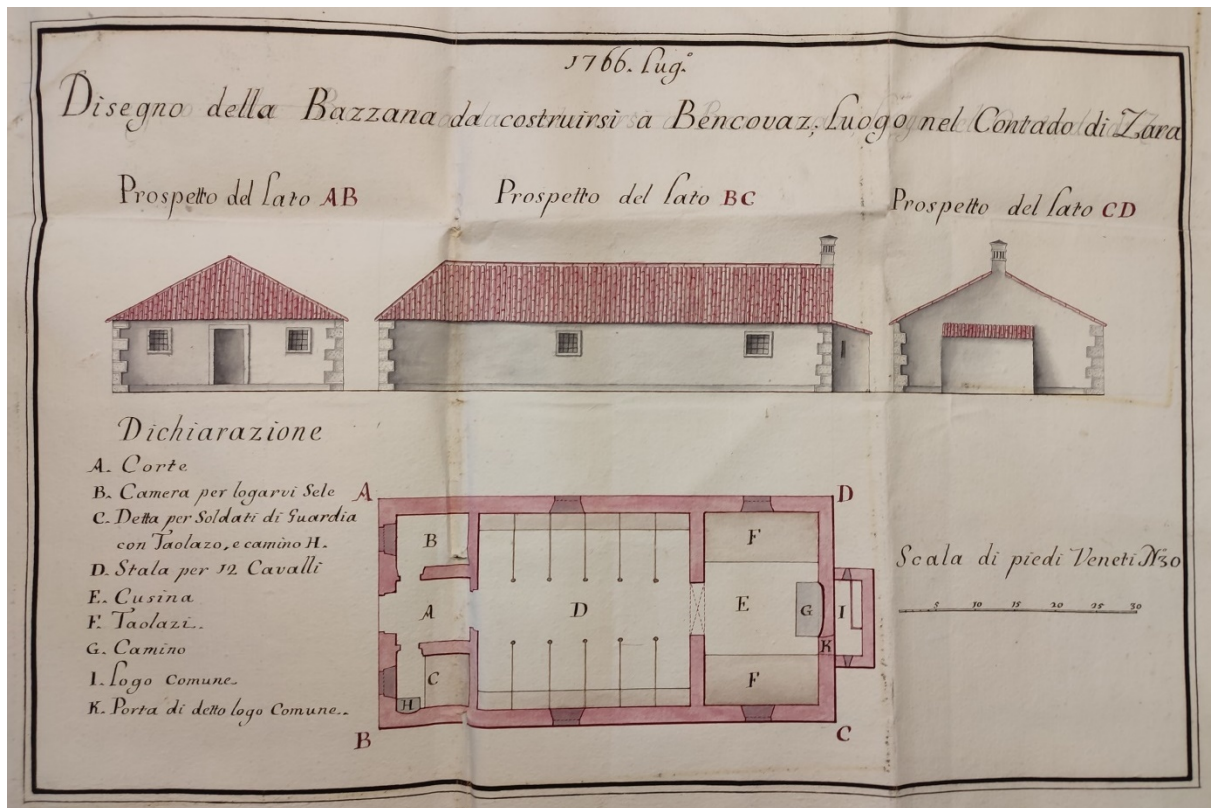 1766. Lug.º
Disegno della Bazzana da costruirsi a Bencovaz, Luogo nel Contado di Zara
Prospetto del lato AB
Prospetto del lato BC
Prospetto del lato CD
Dichiarazione
A. Corte
B. Camera per logarvi Sele
C. Detta per Soldati di Guardia
con Taolazo, e camino H.
D. Stala per 12 Cavalli
E. Cusina
F. Taolazi.
G. Camino
I. Logo comune
K. Porta di detto logo Comune.
A
D
B
F
A
D
E
G
I
K
C
F
H
B
C
Scala di piedi Veneti N.30
5 10 15 20 25 30